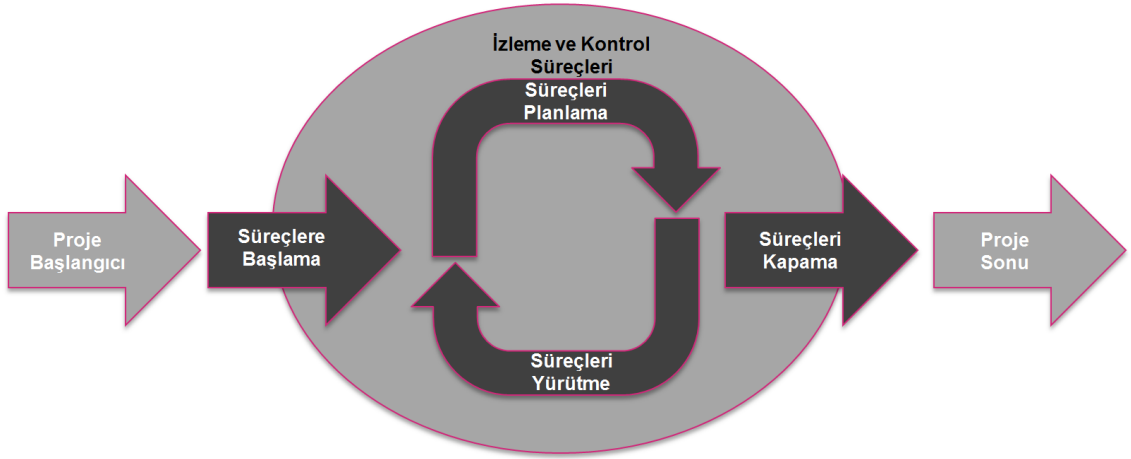 İzleme ve Kontrol
Süreçleri
Süreçleri
Planlama
Proje
Başlangıcı
Süreçlere
Başlama
Süreçleri
Kapama
Proje
Sonu
Süreçleri
Yürütme